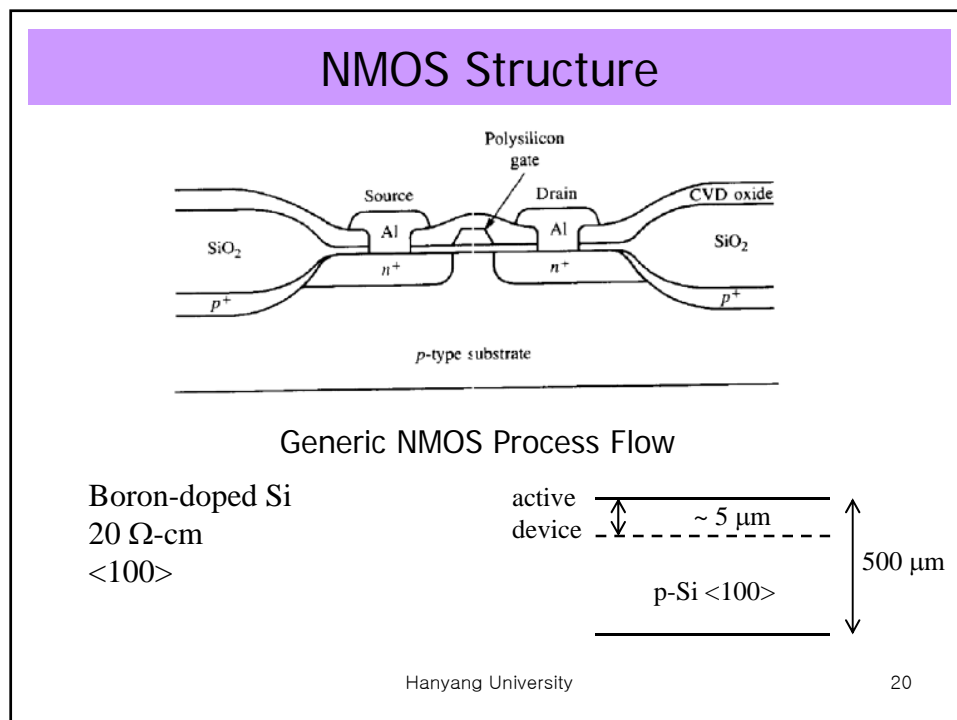 NMOS Structure
Polysilicon
gate
Source
Drain
CVD oxide
Al
Al
SiO2
SiO2
n+
n+
p+
p+
p-type substrate
Generic NMOS Process Flow
Boron-doped Si
20 Ω-cm
<100>
active
device
~ 5 μm
500 μm
p-Si <100>
Hanyang University
20